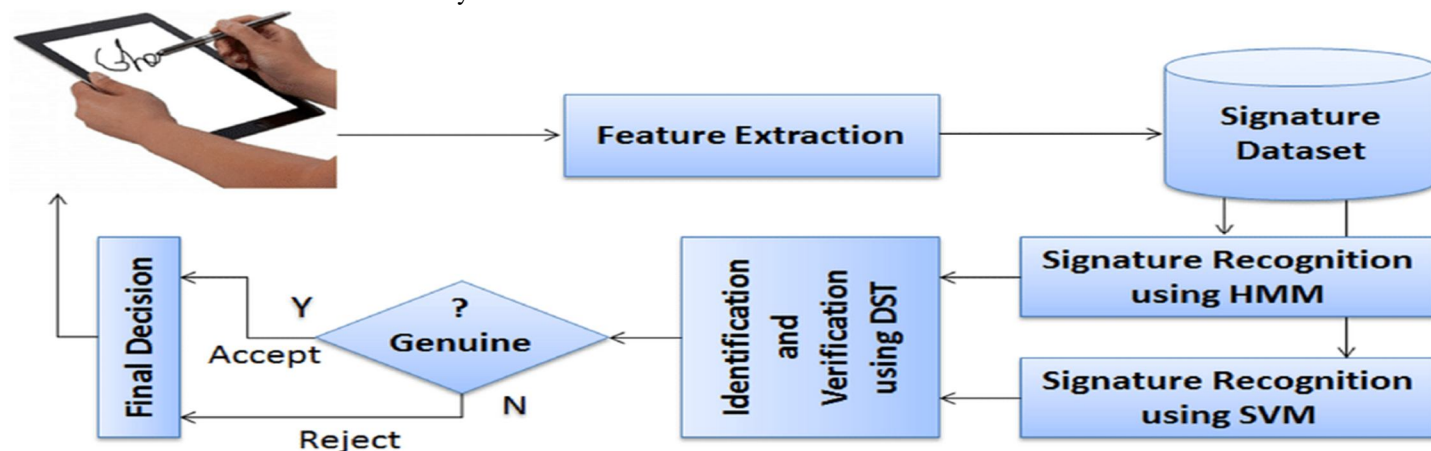 Feature Extraction
Signature
Dataset
Signature Recognition
using HMM
Signature Recognition
using SVM
Identification
and
Verification
using DST
?
Genuine
Y
Accept
N
Reject
Final Decision